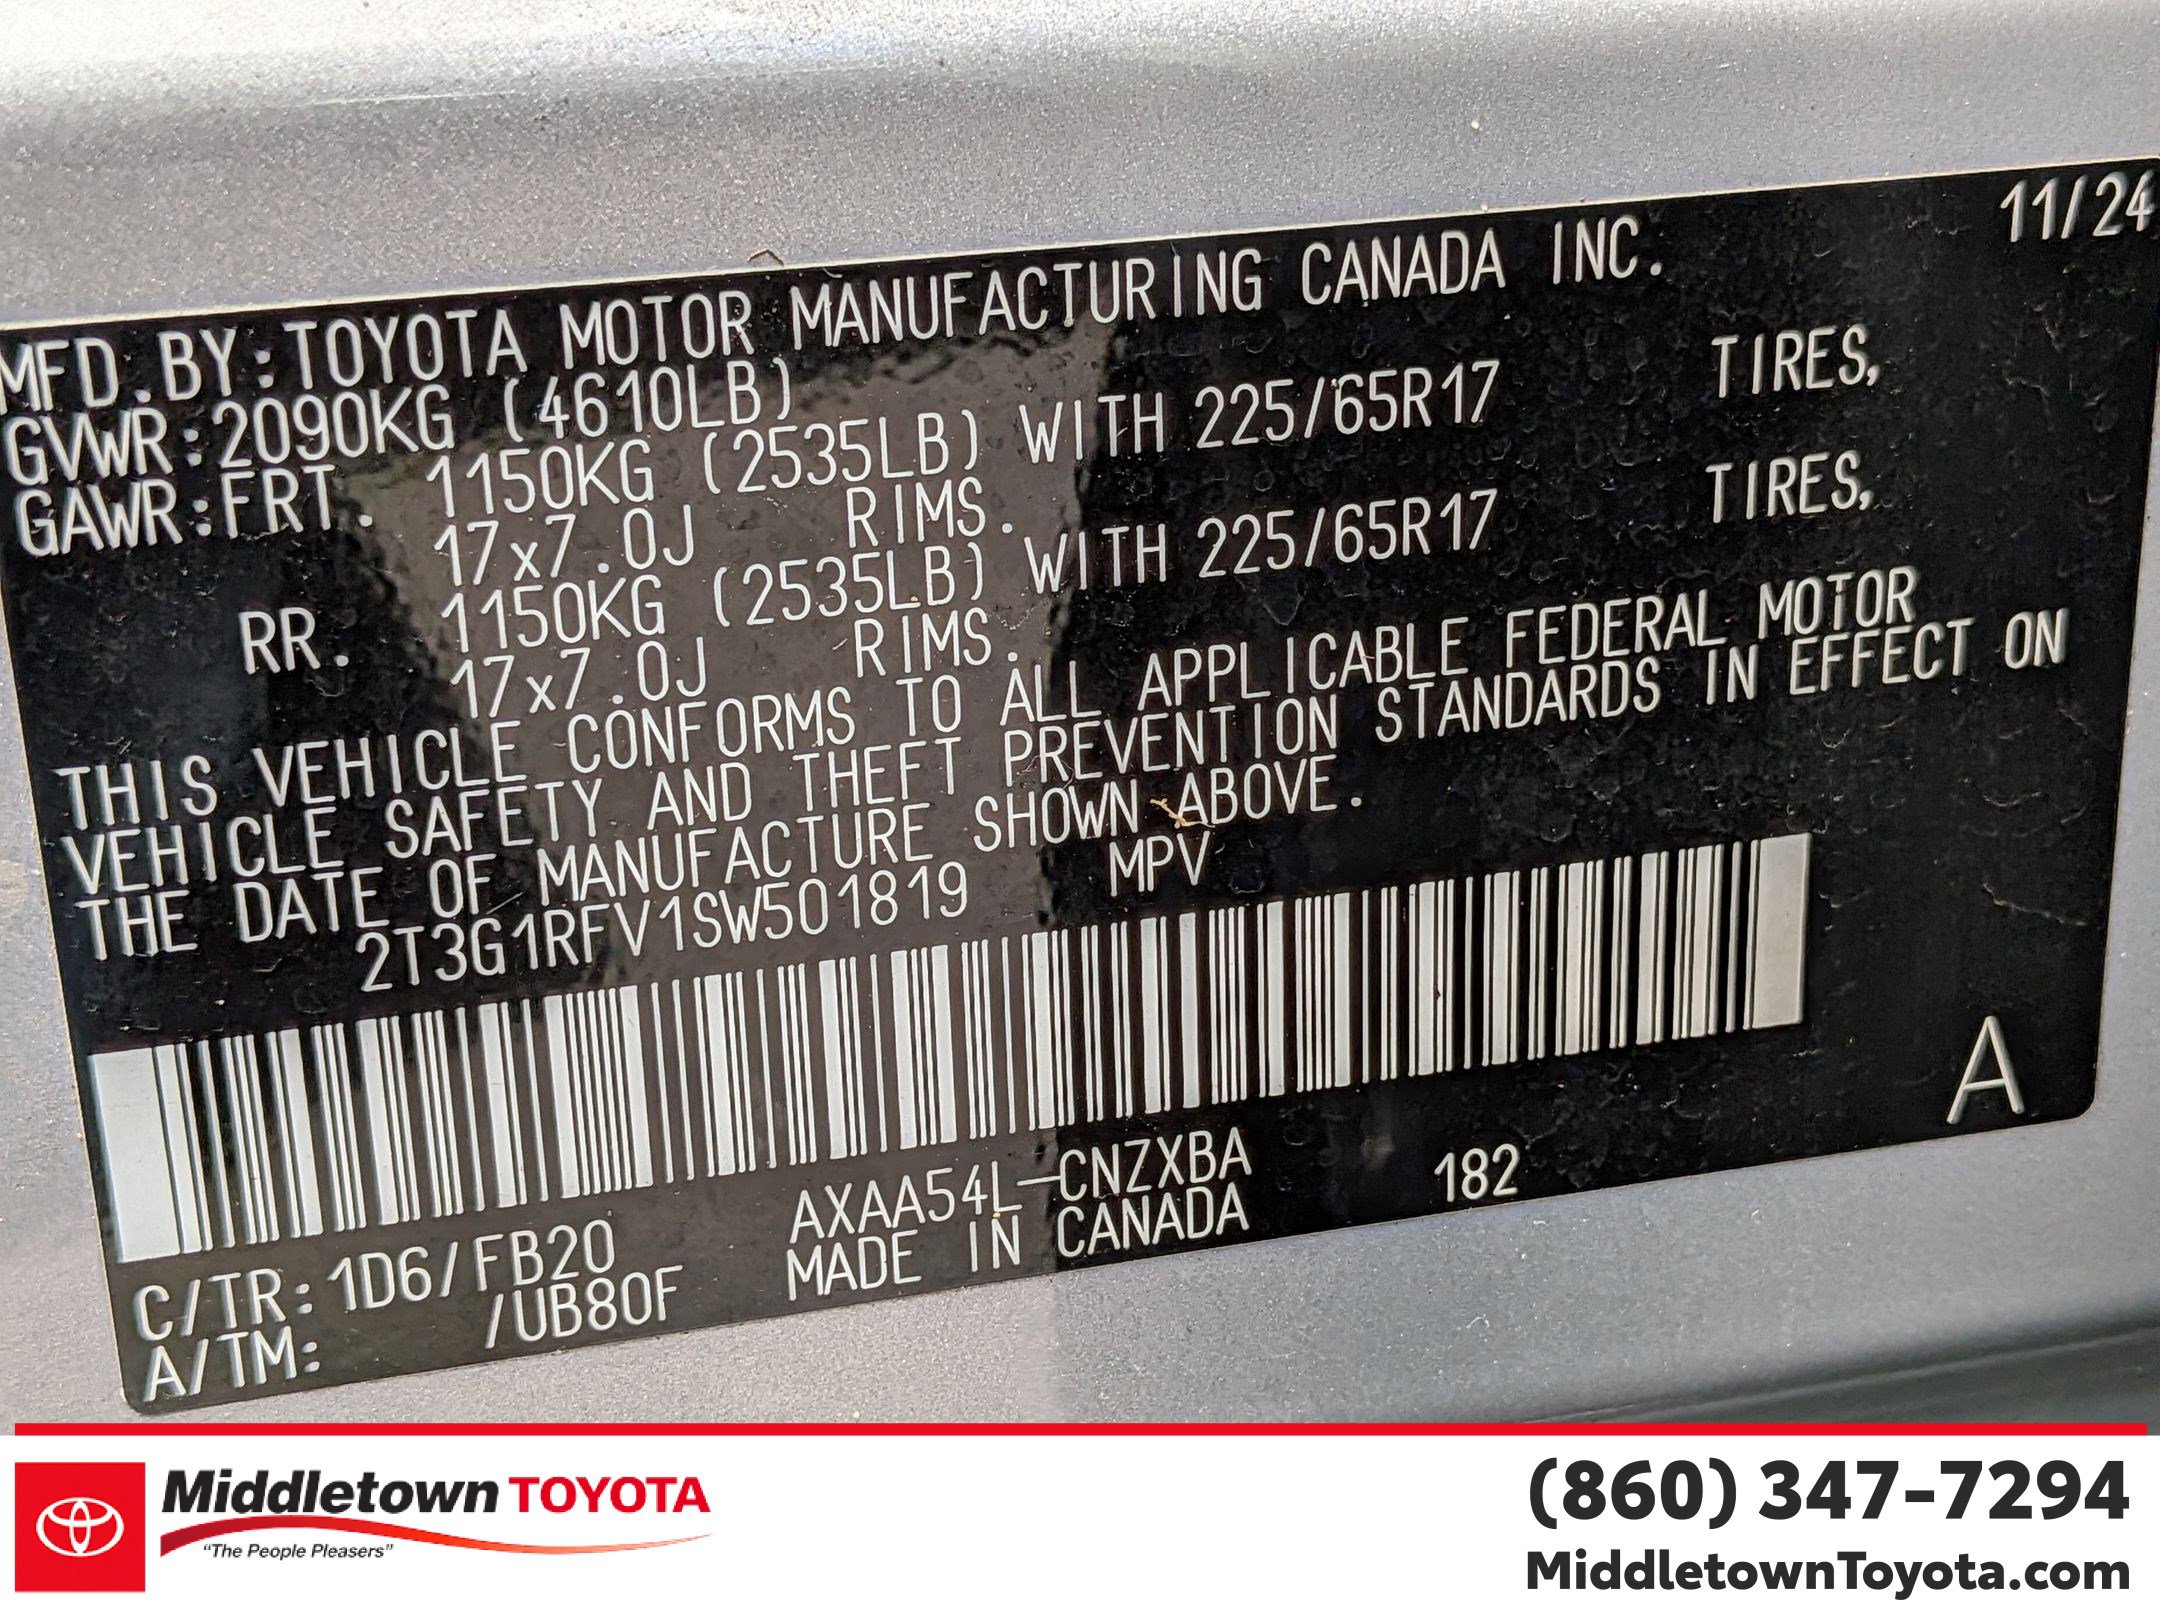 11/24
MFD.BY:TOYOTA MOTOR MANUFACTURING CANADA INC.
GVWR:2090KG (4610LB)
GAWR:FRT. 1150KG (2535LB) WITH 225/65R17 TIRES,
17x7.0J RIMS.
RR. 1150KG (2535LB) WITH 225/65R17 TIRES,
17x7.0J RIMS.
THIS VEHICLE CONFORMS TO ALL APPLICABLE FEDERAL MOTOR
VEHICLE SAFETY AND THEFT PREVENTION STANDARDS IN EFFECT ON
THE DATE OF MANUFACTURE SHOWN ABOVE.
2T3G1RFV1SW501819 MPV
A
C/TR: 1D6/FB20 AXAA54L-CNZXBA 182
A/TM: /UB80F MADE IN CANADA
Middletown TOYOTA
"The People Pleasers"
(860) 347-7294
MiddletownToyota.com